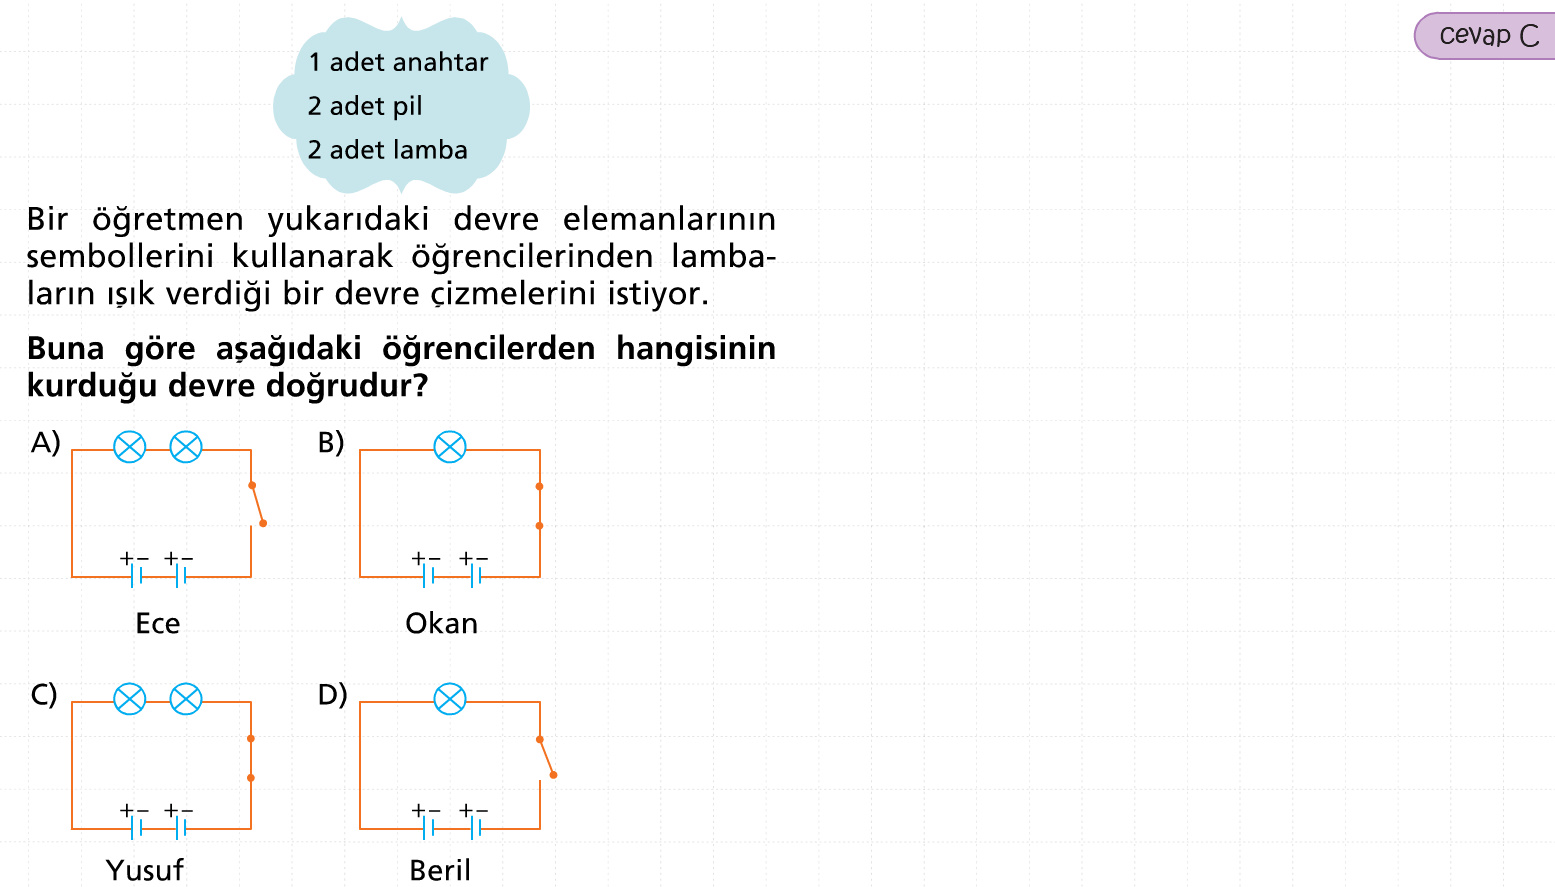 cevap C
1 adet anahtar
2 adet pil
2 adet lamba
Bir öğretmen yukarıdaki devre elemanlarının
sembollerini kullanarak öğrencilerinden lamba-
ların ışık verdiği bir devre çizmelerini istiyor.
Buna göre aşağıdaki öğrencilerden hangisinin
kurduğu devre doğrudur?
A)
+− +−
Ece
B)
+− +−
Okan
C)
+− +−
Yusuf
D)
+− +−
Beril